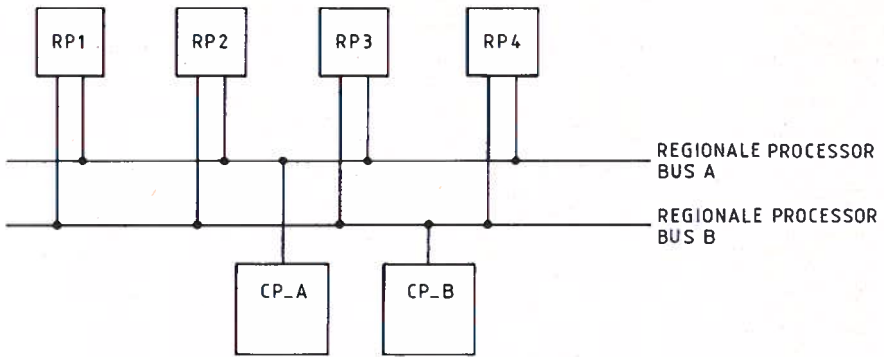 RP1
RP2
RP3
RP4
REGIONALE PROCESSOR
BUS A
REGIONALE PROCESSOR
BUS B
CP_A
CP_B